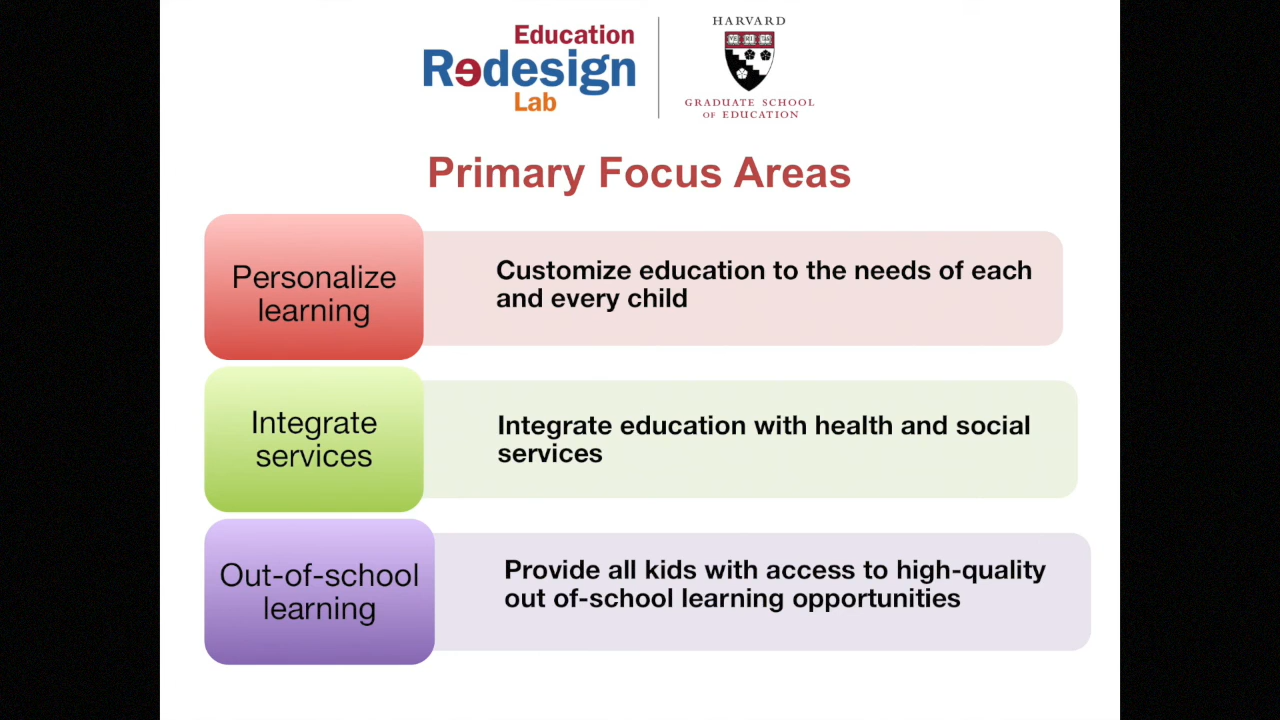 Education
Redesign
Lab
HARVARD
GRADUATE SCHOOL
OF EDUCATION
Primary Focus Areas
Personalize
learning
Customize education to the needs of each
and every child
Integrate
services
Integrate education with health and social
services
Out-of-school
learning
Provide all kids with access to high-quality
out of-school learning opportunities